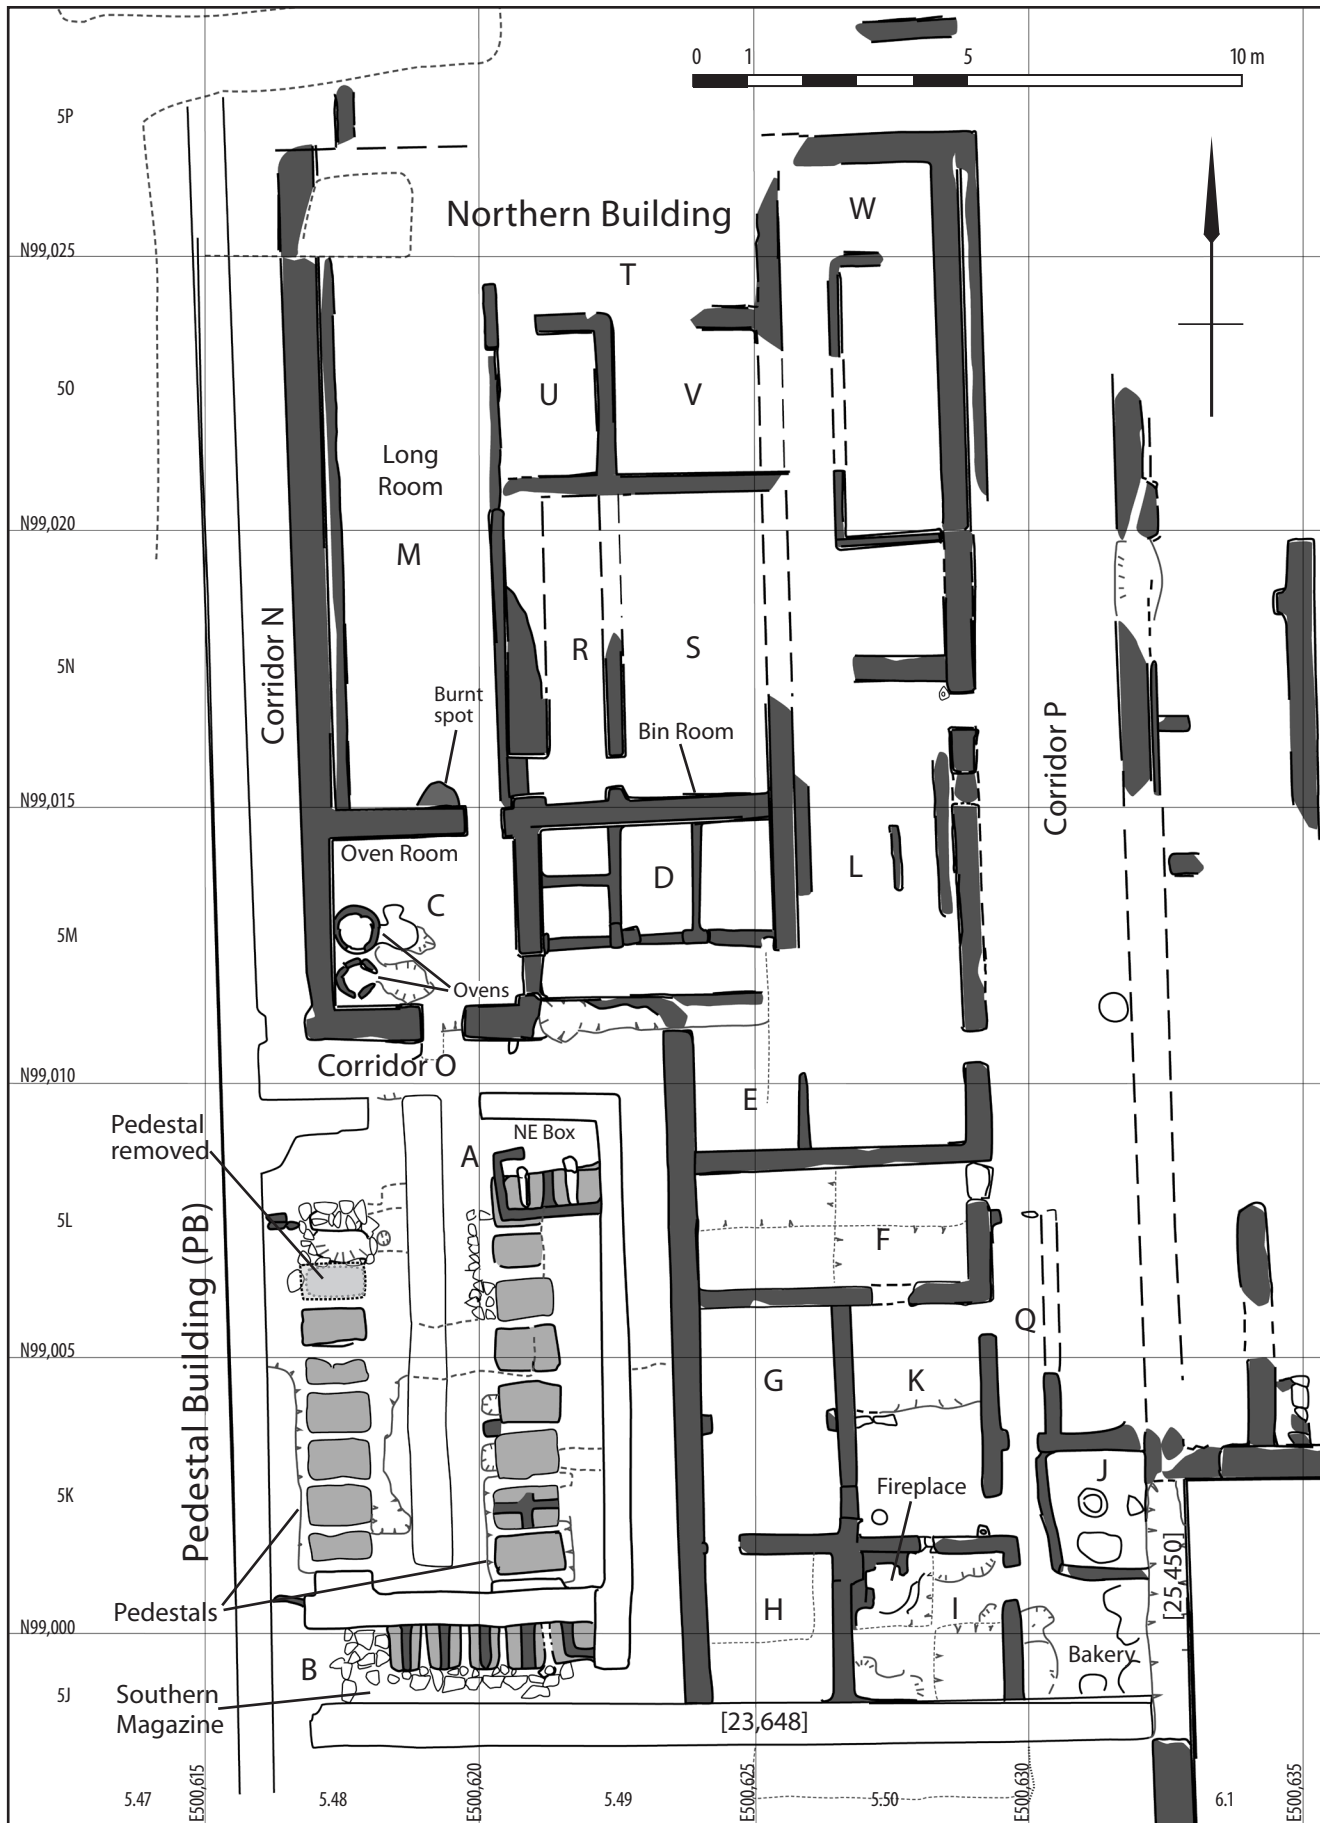 0 1 5 10 m
5P
Northern Building
W
N99,025
T
5O
U V
Long
Room
N99,020
M
Corridor N
R S
5N
Burnt
spot
Bin Room
Corridor P
N99,015
Oven Room
D
L
C
5M
Ovens
Corridor O
N99,010
E
Pedestal
removed
NE Box
A
5L
F
Pedestal Building (PB)
Q
N99,005
G
K
J
Fireplace
5K
[25,450]
Pedestals
H
I
N99,000
Bakery
B
5J
Southern
Magazine
[23,648]
5.47
E500,615
5.48
E500,620
5.49
E500,625
5:50
E500,630
6.1
E500,635